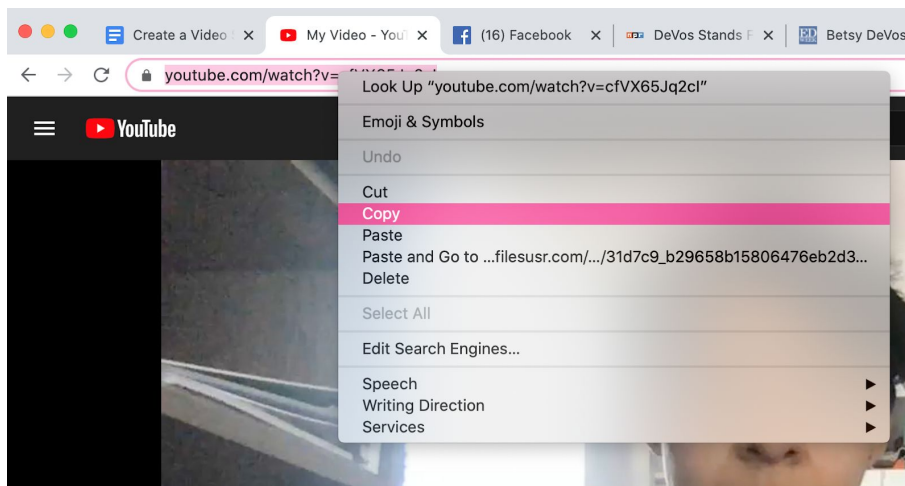 Create a Video
My Video - You
(16) Facebook
DeVos Stands F
ED
Betsy DeVos
youtube.com/watch?v=cfVX65Jq2cI
YouTube
Look Up “youtube.com/watch?v=cfVX65Jq2cI”
Emoji & Symbols
Undo
Cut
Copy
Paste
Paste and Go to ...filesusr.com/.../31d7c9_b29658b15806476eb2d3...
Delete
Select All
Edit Search Engines...
Speech
Writing Direction
Services